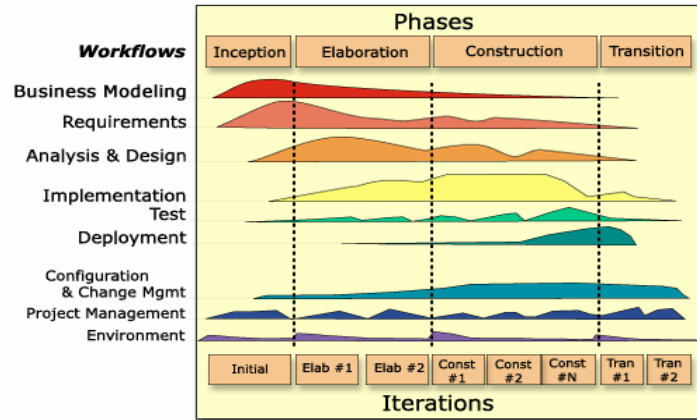 Phases
Workflows
Inception
Elaboration
Construction
Transition
Business Modeling
Requirements
Analysis & Design
Implementation
Test
Deployment
Configuration
& Change Mgmt
Project Management
Environment
Initial
Elab #1
Elab #2
Const
#1
Const
#2
Const
#N
Tran
#1
Tran
#2
Iterations